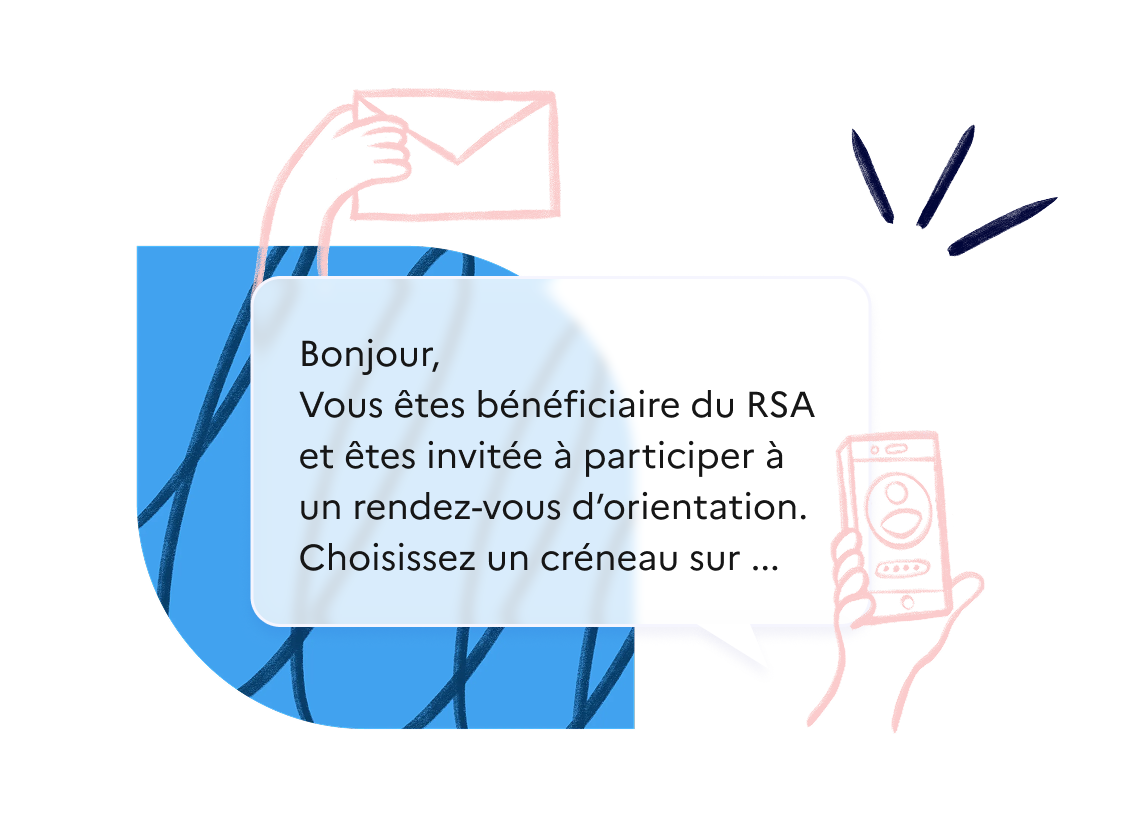 Bonjour,
Vous êtes bénéficiaire du RSA
et êtes invitée à participer à
un rendez-vous d’orientation.
Choisissez un créneau sur ...